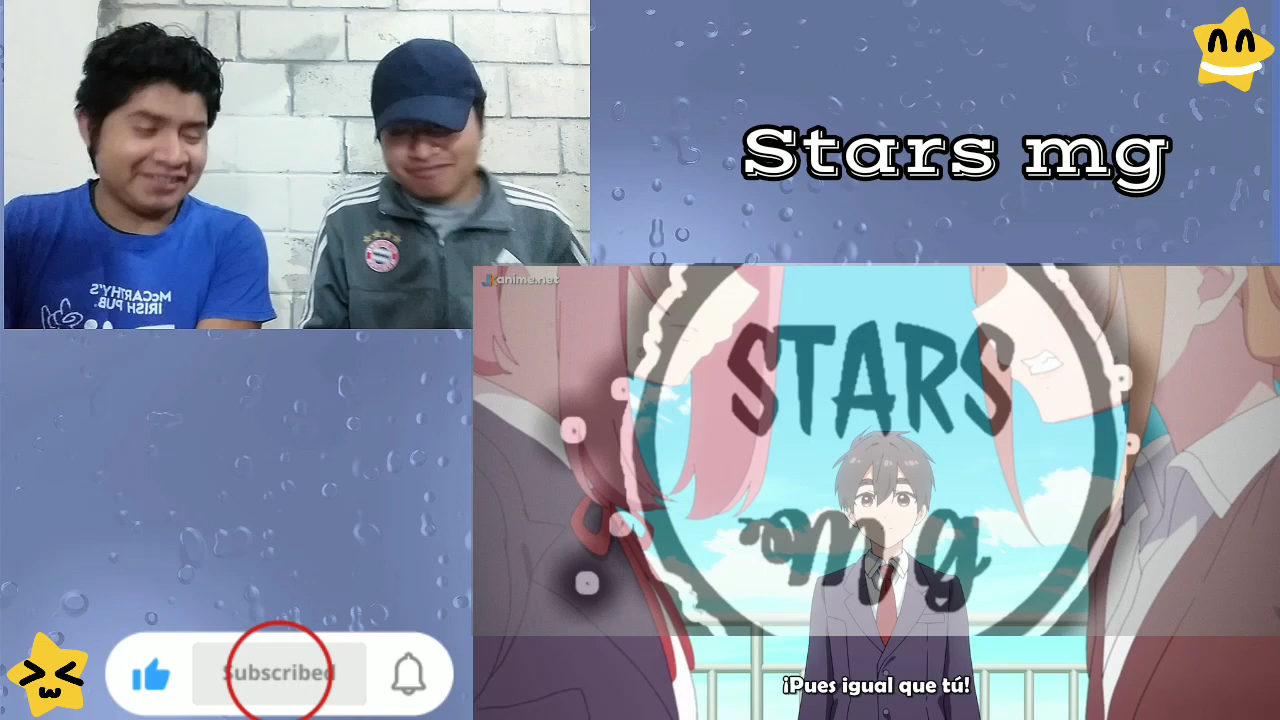 Stars mg
McCARTHY'S
IRISH PUB.
anime.net
STARS
mg
Subscribed
¡Pues igual que tú!